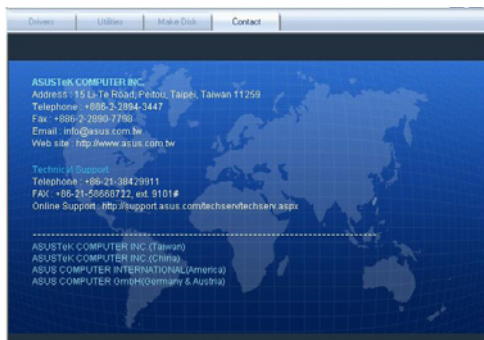 Drivers
Utilities
Make Disk
Contact
ASUSTeK COMPUTER INC.
Address : 15 Li-Te Road, Peitou, Taipei, Taiwan 11259
Telephone : +886-2-2894-3447
Fax : +886-2-2890-7798
Email : info@asus.com.tw
Web site : http://www.asus.com.tw
Technical Support
Telephone : +86-21-38429911
FAX : +86-21-58668722, ext. 9101#
Online Support : http://support.asus.com/techserv/techserv.aspx
ASUSTeK COMPUTER INC.(Taiwan)
ASUSTeK COMPUTER INC.(China)
ASUS COMPUTER INTERNATIONAL(America)
ASUS COMPUTER GmbH(Germany & Austria)